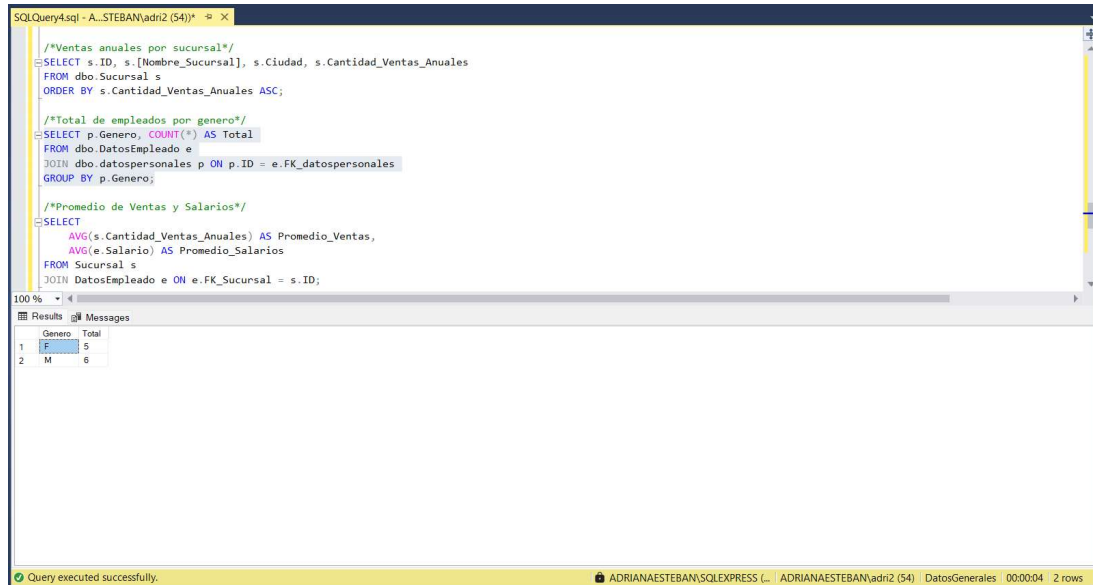 SQLQuery4.sql - A...STEBAN\adri2 (54))*
/*Ventas anuales por sucursal*/
SELECT s.ID, s.[Nombre_Sucursal], s.Ciudad, s.Cantidad_Ventas_Anuales
FROM dbo.Sucursal s
ORDER BY s.Cantidad_Ventas_Anuales ASC;
/*Total de empleados por genero*/
SELECT p.Genero, COUNT(*) AS Total
FROM dbo.DatosEmpleado e
JOIN dbo.datospersonales p ON p.ID = e.FK_datospersonales
GROUP BY p.Genero;
/*Promedio de Ventas y Salarios*/
SELECT
AVG(s.Cantidad_Ventas_Anuales) AS Promedio_Ventas,
AVG(e.Salario) AS Promedio_Salarios
FROM Sucursal s
JOIN DatosEmpleado e ON e.FK_Sucursal = s.ID;
100 %
Results Messages
Genero Total
1 F 5
2 M 6
Query executed successfully. ADRIANAESTEBAN\SQLEXPRESS (... ADRIANAESTEBAN\adri2 (54) DatosGenerales 00:00:04 2 rows